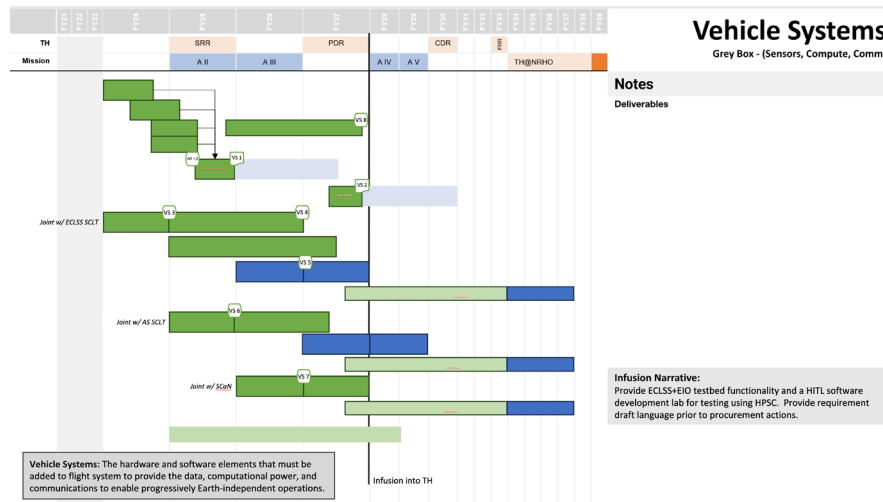 FY21 FY22 FY23 FY24 FY25 FY26 FY27 FY28 FY29 FY30 FY31 FY32 FY33 FY34 FY35 FY36 FY37 FY38 FY39
TH SRR PDR CDR PRR
Mission A II A III A IV A V TH@NRHO
Vehicle Systems
Grey Box - (Sensors, Compute, Comm
Notes
Deliverables
VS 8
VS 1
VS 2
Joint w/ ECLSS SCLT
VS 3
VS 4
VS 5
VS 6
Joint w/ AS SCLT
VS 7
Joint w/ SCaN
Infusion Narrative:
Provide ECLSS+EIO testbed functionality and a HITL software
development lab for testing using HPSC. Provide requirement
draft language prior to procurement actions.
Vehicle Systems: The hardware and software elements that must be
added to flight system to provide the data, computational power, and
communications to enable progressively Earth-independent operations.
Infusion into TH